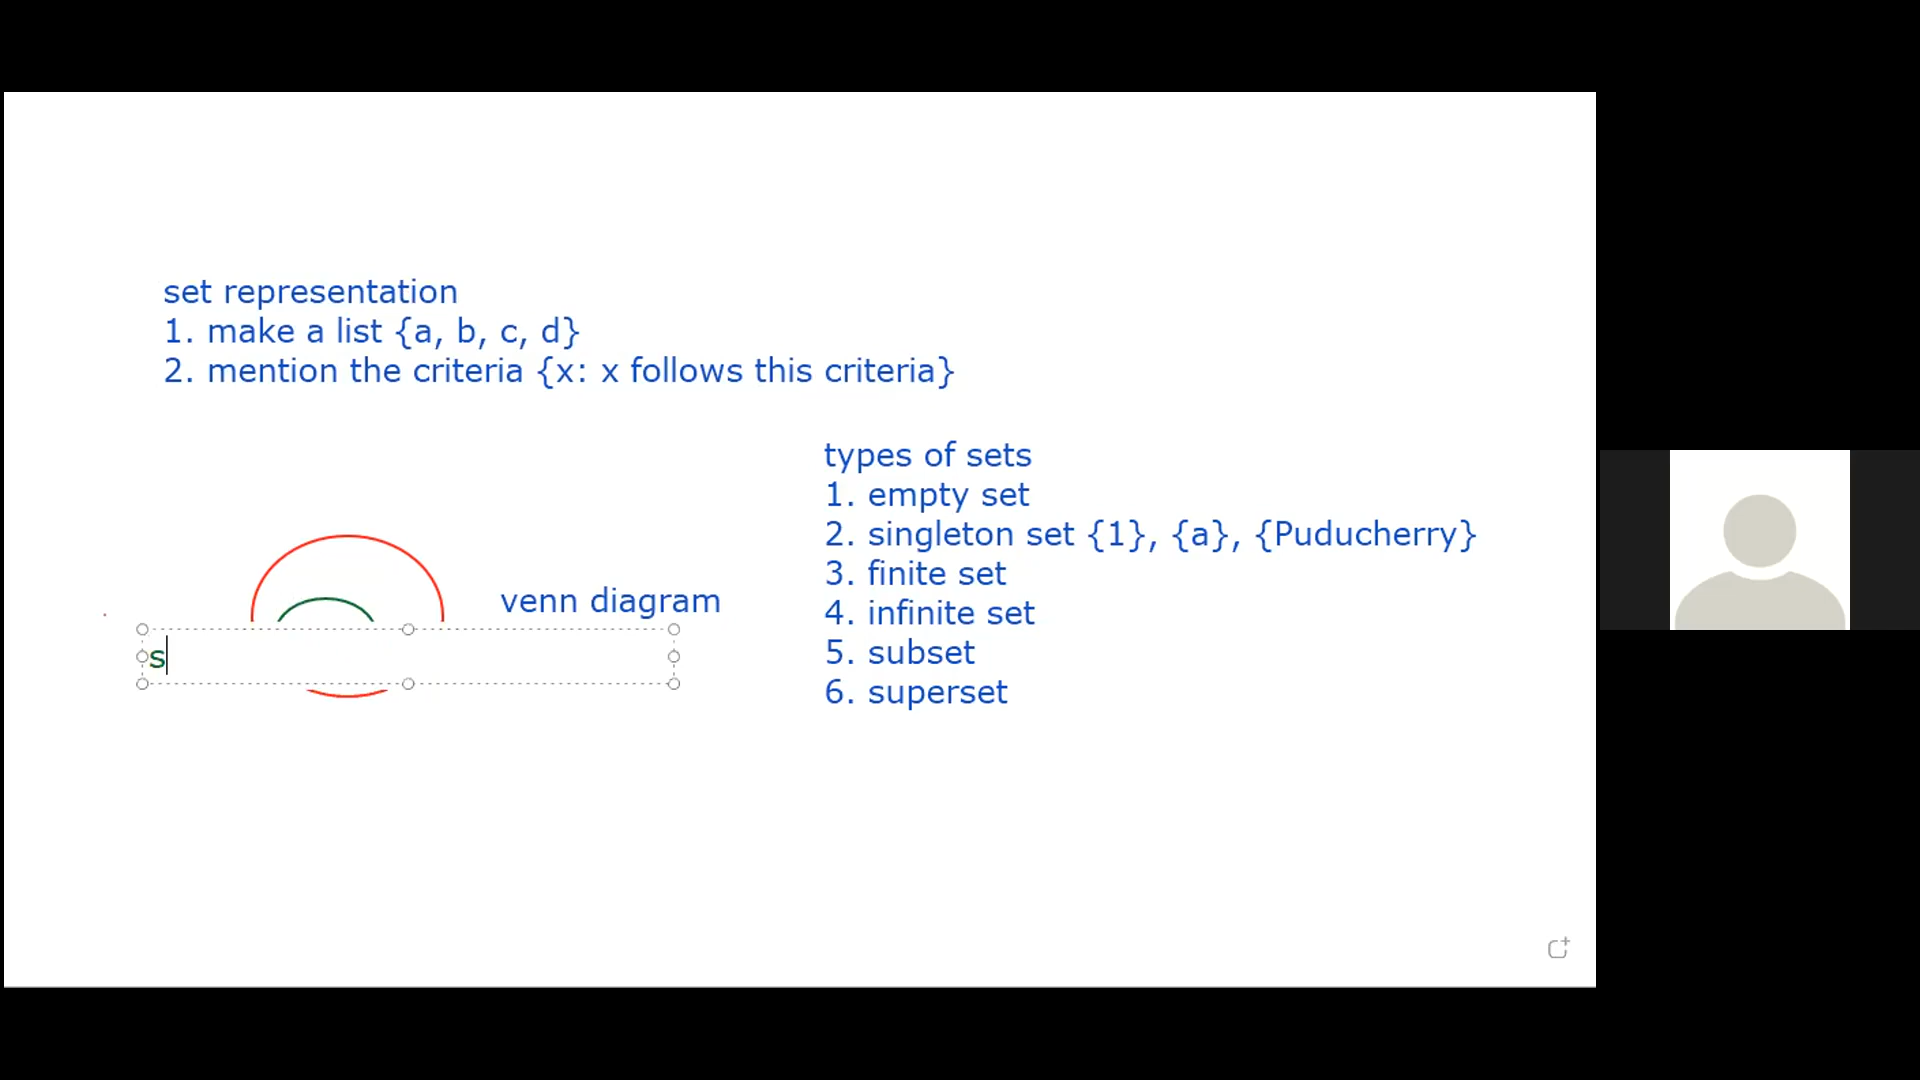 set representation
1. make a list {a, b, c, d}
2. mention the criteria {x: x follows this criteria}
venn diagram
s
types of sets
1. empty set
2. singleton set {1}, {a}, {Puducherry}
3. finite set
4. infinite set
5. subset
6. superset